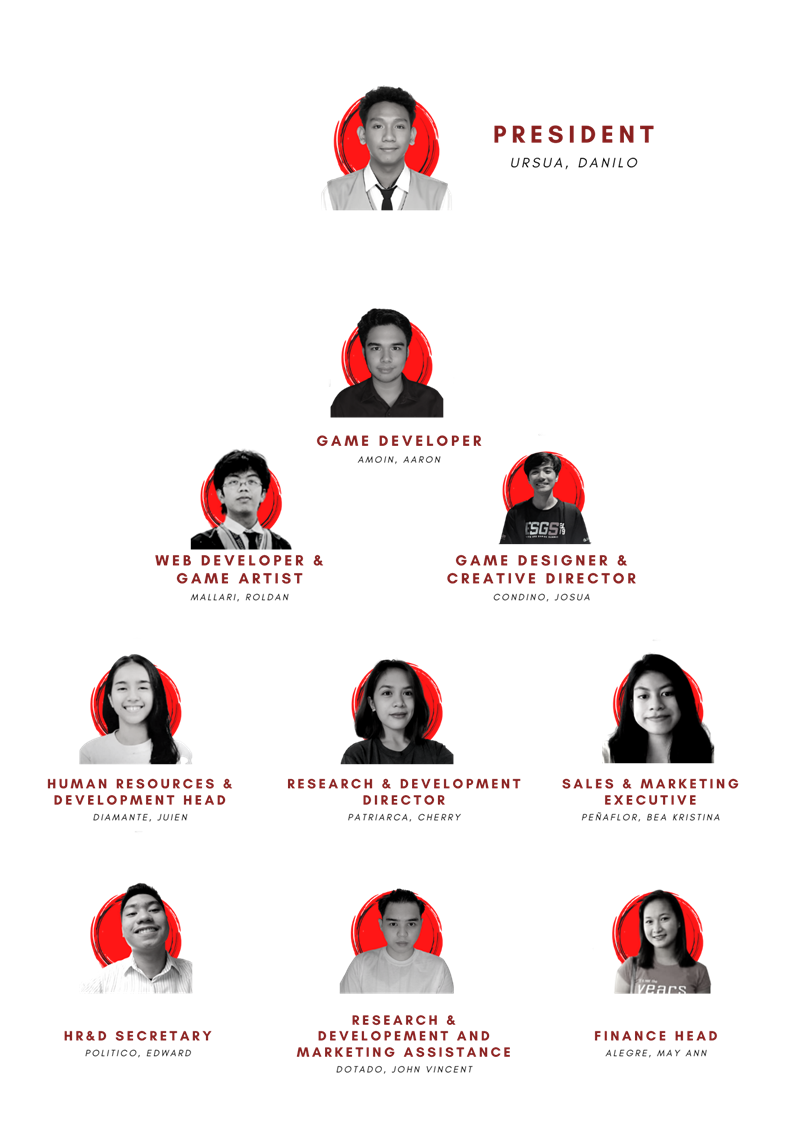 PRESIDENT
URSUA, DANILO
GAME DEVELOPER
AMOIN, AARON
WEB DEVELOPER &
GAME ARTIST
MALLARI, ROLDAN
ESGS
GAME DESIGNER &
CREATIVE DIRECTOR
CONDINO, JOSUA
HUMAN RESOURCES &
DEVELOPMENT HEAD
DIAMANTE, JUIEN
RESEARCH & DEVELOPMENT
DIRECTOR
PATRIARCA, CHERRY
SALES & MARKETING
EXECUTIVE
PEÑAFLOR, BEA KRISTINA
HR&D SECRETARY
POLITICO, EDWARD
RESEARCH &
DEVELOPEMENT AND
MARKETING ASSISTANCE
DOTADO, JOHN VINCENT
years
FINANCE HEAD
ALEGRE, MAY ANN